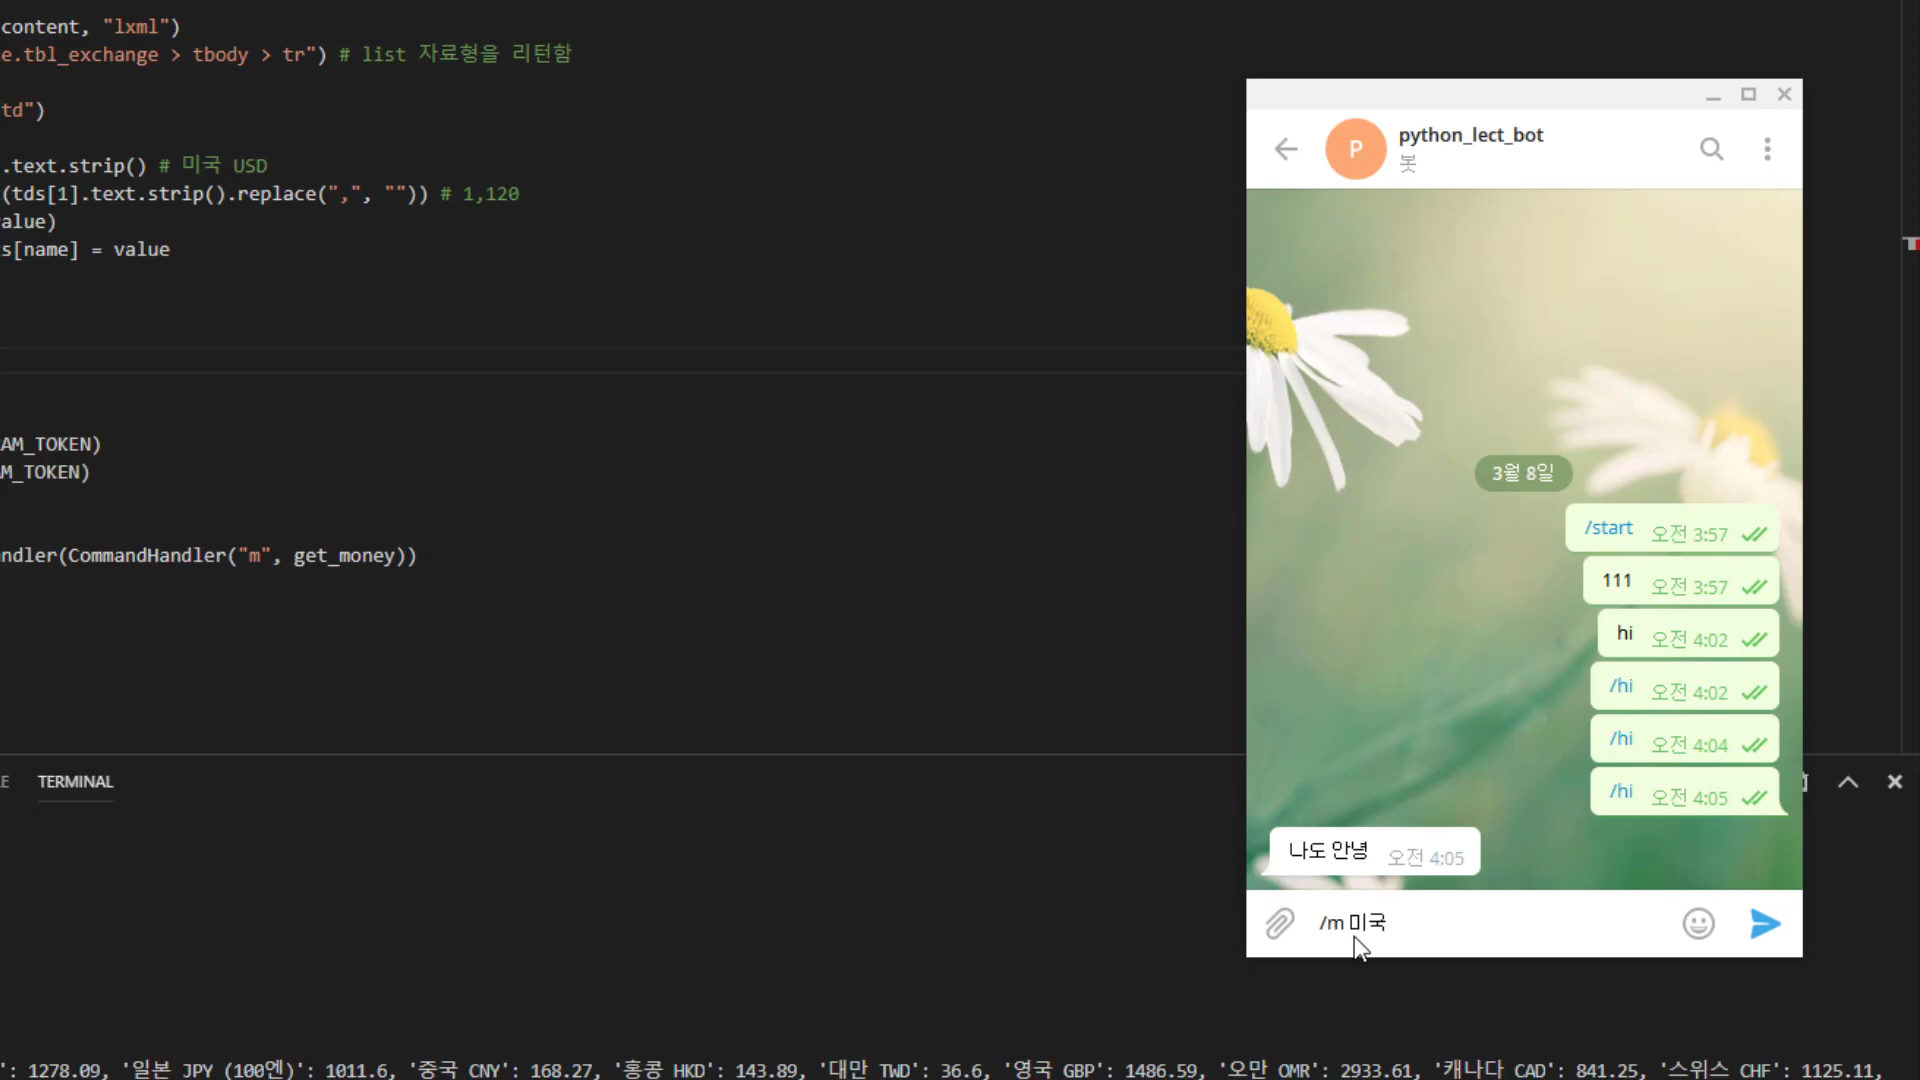 content, "lxml")
e.tbl_exchange > tbody > tr") # list 자료형을 리턴함
td")
.text.strip() # 미국 USD
(tds[1].text.strip().replace(",", "")) # 1,120
alue)
s[name] = value
AM_TOKEN)
M_TOKEN)
ndler(CommandHandler("m", get_money))
E TERMINAL
': 1278.09, '일본 JPY (100엔)': 1011.6, '중국 CNY': 168.27, '홍콩 HKD': 143.89, '대만 TWD': 36.6, '영국 GBP': 1486.59, '오만 OMR': 2933.61, '캐나다 CAD': 841.25, '스위스 CHF': 1125.11,
P
python_lect_bot
봇
3월 8일
/start 오전 3:57
111 오전 3:57
hi 오전 4:02
/hi 오전 4:02
/hi 오전 4:04
/hi 오전 4:05
나도 안녕 오전 4:05
/m 미국